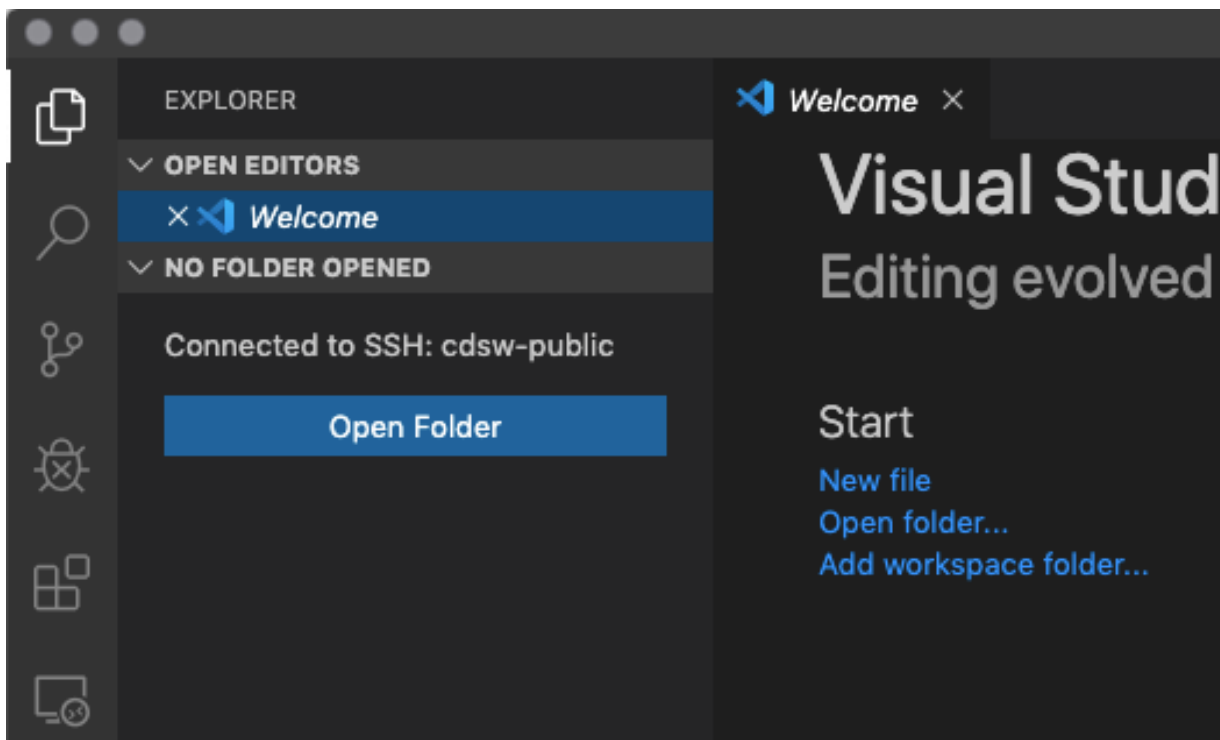 EXPLORER
OPEN EDITORS
Welcome
NO FOLDER OPENED
Connected to SSH: cdsw-public
Open Folder
Welcome
Visual Stud
Editing evolved
Start
New file
Open folder...
Add workspace folder...